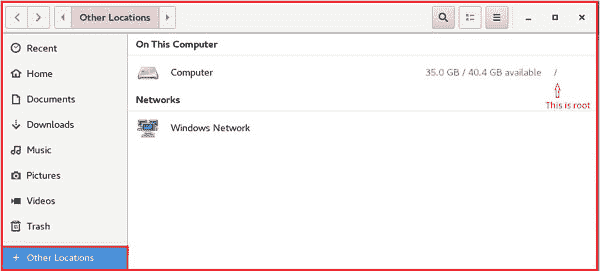 Other Locations
Recent
Home
Documents
Downloads
Music
Pictures
Videos
Trash
+ Other Locations
On This Computer
Computer 35.0 GB / 40.4 GB available /
This is root
Networks
Windows Network